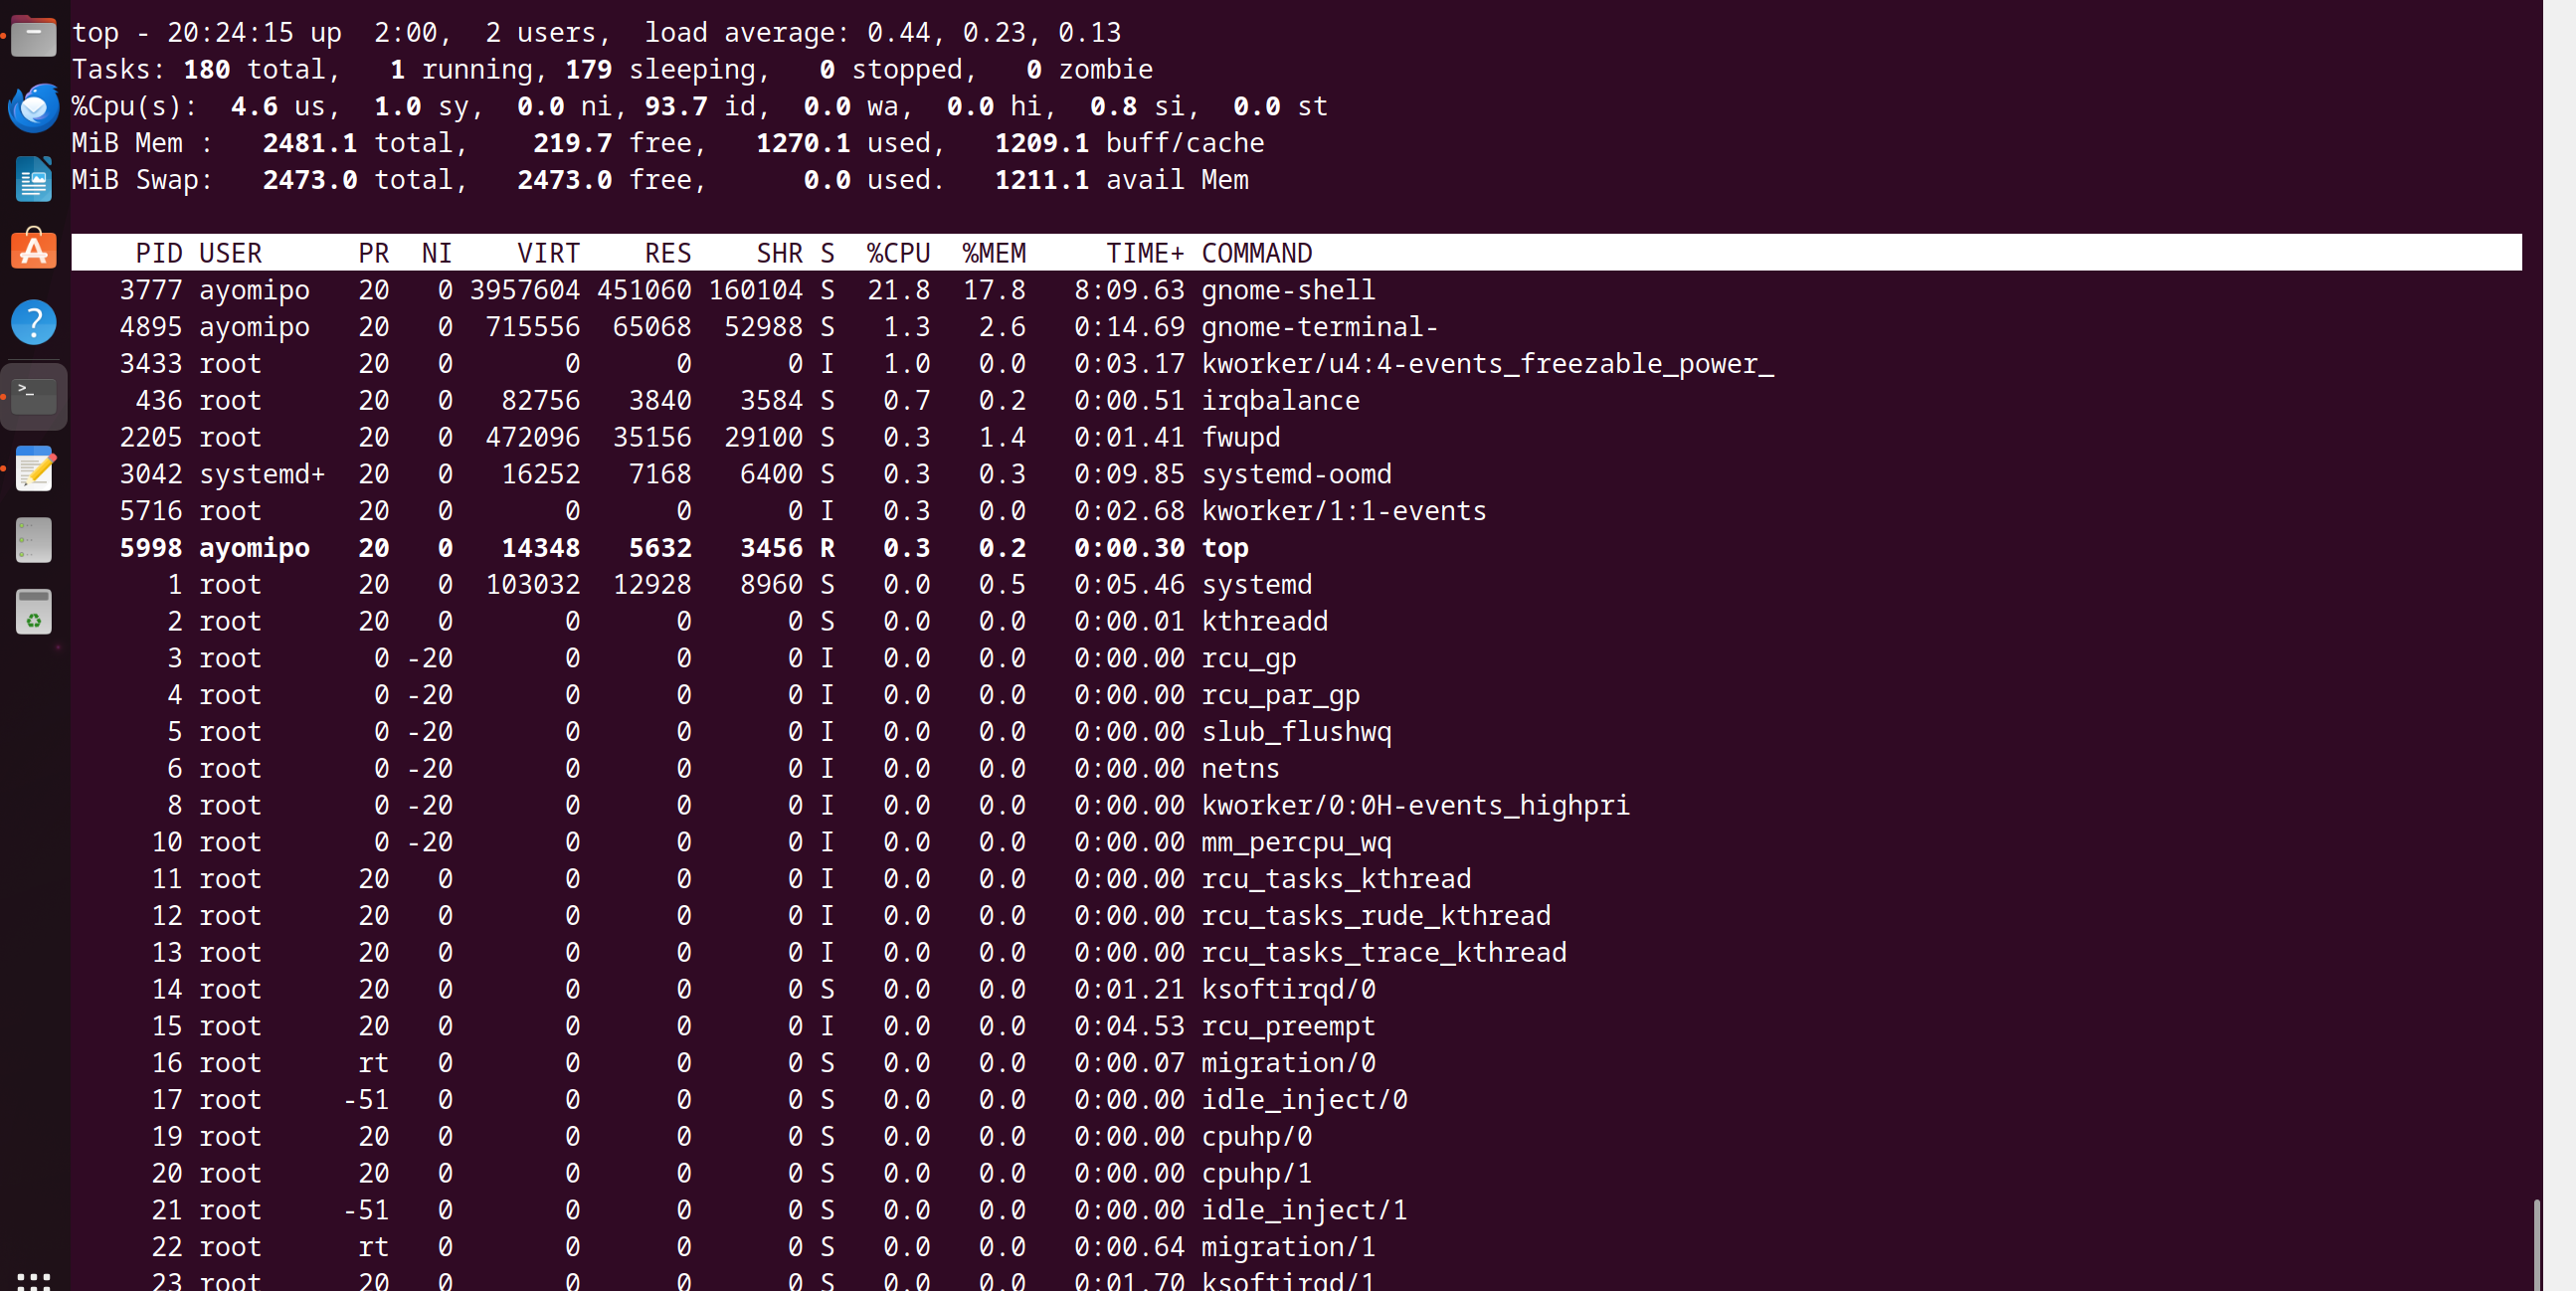 top - 20:24:15 up  2:00,  2 users,  load average: 0.44, 0.23, 0.13
Tasks: 180 total,   1 running, 179 sleeping,   0 stopped,   0 zombie
%Cpu(s):  4.6 us,  1.0 sy,  0.0 ni, 93.7 id,  0.0 wa,  0.0 hi,  0.8 si,  0.0 st
MiB Mem :   2481.1 total,    219.7 free,   1270.1 used,   1209.1 buff/cache
MiB Swap:   2473.0 total,   2473.0 free,      0.0 used.   1211.1 avail Mem
PID USER      PR  NI    VIRT    RES    SHR S  %CPU  %MEM     TIME+ COMMAND
3777 ayomipo   20   0 3957604 451060 160104 S  21.8  17.8   8:09.63 gnome-shell
4895 ayomipo   20   0  715556  65068  52988 S   1.3   2.6   0:14.69 gnome-terminal-
3433 root      20   0       0      0      0 I   1.0   0.0   0:03.17 kworker/u4:4-events_freezable_power_
436 root      20   0   82756   3840   3584 S   0.7   0.2   0:00.51 irqbalance
2205 root      20   0  472096  35156  29100 S   0.3   1.4   0:01.41 fwupd
3042 systemd+  20   0   16252   7168   6400 S   0.3   0.3   0:09.85 systemd-oomd
5716 root      20   0       0      0      0 I   0.3   0.0   0:02.68 kworker/1:1-events
5998 ayomipo   20   0   14348   5632   3456 R   0.3   0.2   0:00.30 top
1 root      20   0  103032  12928   8960 S   0.0   0.5   0:05.46 systemd
2 root      20   0       0      0      0 S   0.0   0.0   0:00.01 kthreadd
3 root       0 -20       0      0      0 I   0.0   0.0   0:00.00 rcu_gp
4 root       0 -20       0      0      0 I   0.0   0.0   0:00.00 rcu_par_gp
5 root       0 -20       0      0      0 I   0.0   0.0   0:00.00 slub_flushwq
6 root       0 -20       0      0      0 I   0.0   0.0   0:00.00 netns
8 root       0 -20       0      0      0 I   0.0   0.0   0:00.00 kworker/0:0H-events_highpri
10 root       0 -20       0      0      0 I   0.0   0.0   0:00.00 mm_percpu_wq
11 root      20   0       0      0      0 I   0.0   0.0   0:00.00 rcu_tasks_kthread
12 root      20   0       0      0      0 I   0.0   0.0   0:00.00 rcu_tasks_rude_kthread
13 root      20   0       0      0      0 I   0.0   0.0   0:00.00 rcu_tasks_trace_kthread
14 root      20   0       0      0      0 S   0.0   0.0   0:01.21 ksoftirqd/0
15 root      20   0       0      0      0 I   0.0   0.0   0:04.53 rcu_preempt
16 root      rt   0       0      0      0 S   0.0   0.0   0:00.07 migration/0
17 root     -51   0       0      0      0 S   0.0   0.0   0:00.00 idle_inject/0
19 root      20   0       0      0      0 S   0.0   0.0   0:00.00 cpuhp/0
20 root      20   0       0      0      0 S   0.0   0.0   0:00.00 cpuhp/1
21 root     -51   0       0      0      0 S   0.0   0.0   0:00.00 idle_inject/1
22 root      rt   0       0      0      0 S   0.0   0.0   0:00.64 migration/1
23 root      20   0       0      0      0 S   0.0   0.0   0:01.70 ksoftirqd/1